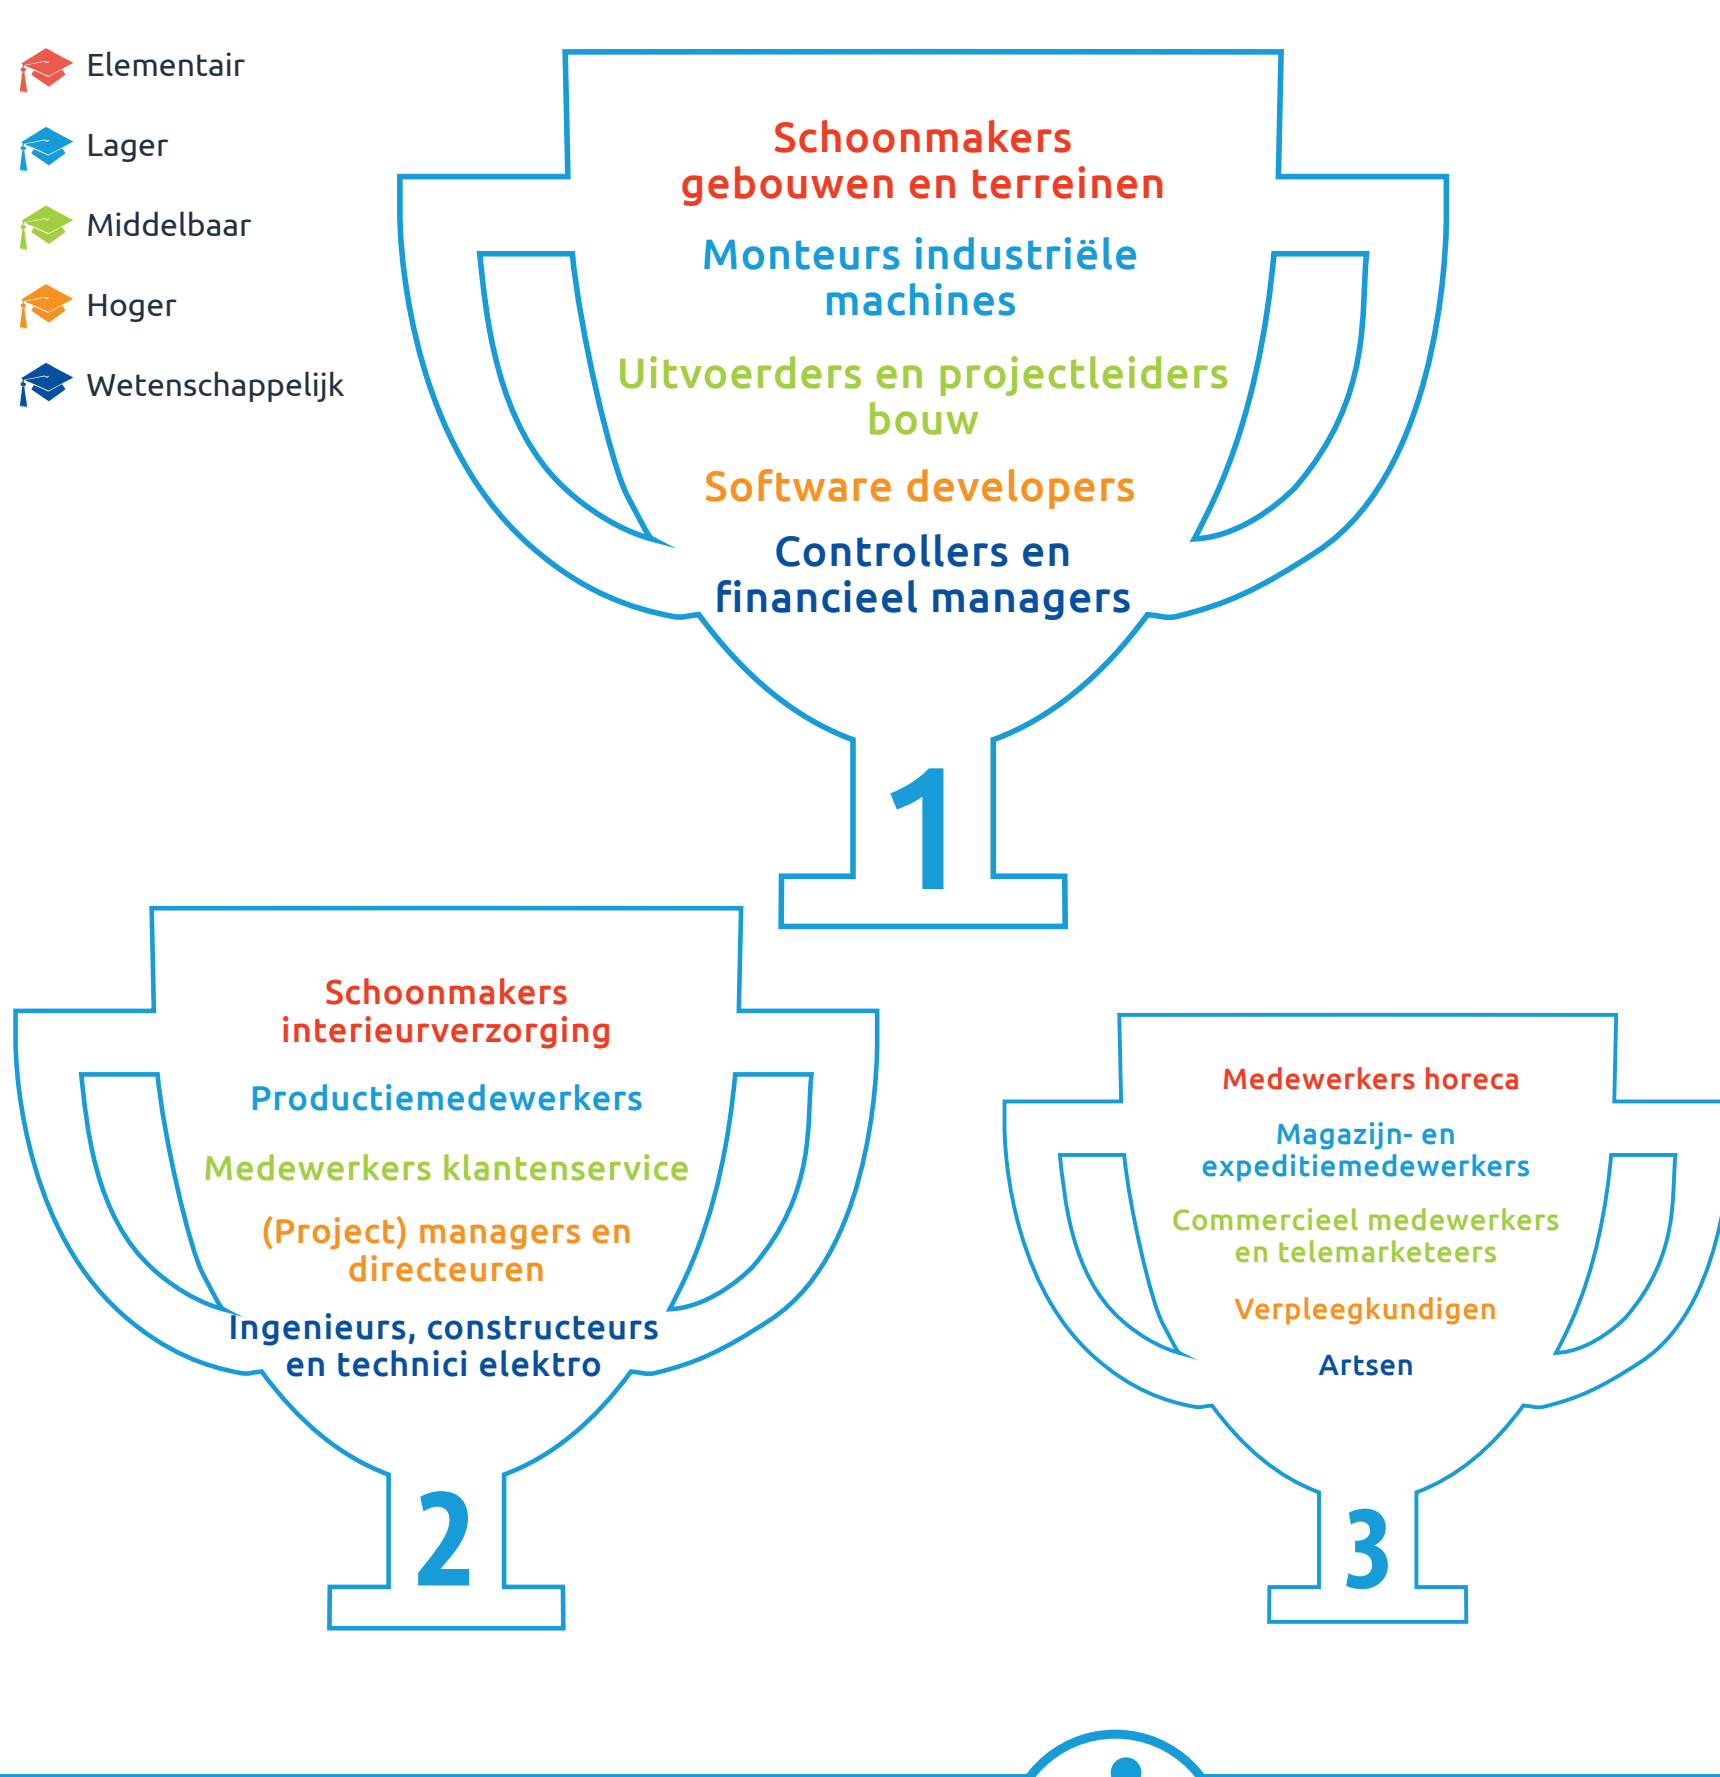 Elementair
Lager
Middelbaar
Hoger
Wetenschappelijk
Schoonmakers
gebouwen en terreinen
Monteurs industriële
machines
Uitvoerders en projectleiders
bouw
Software developers
Controllers en
financieel managers
1
Schoonmakers
interieurverzorging
Productiemedewerkers
Medewerkers klantenservice
(Project) managers en
directeuren
Ingenieurs, constructeurs
en technici elektro
2
Medewerkers horeca
Magazijn- en
expeditiemedewerkers
Commercieel medewerkers
en telemarketeers
Verpleegkundigen
Artsen
3